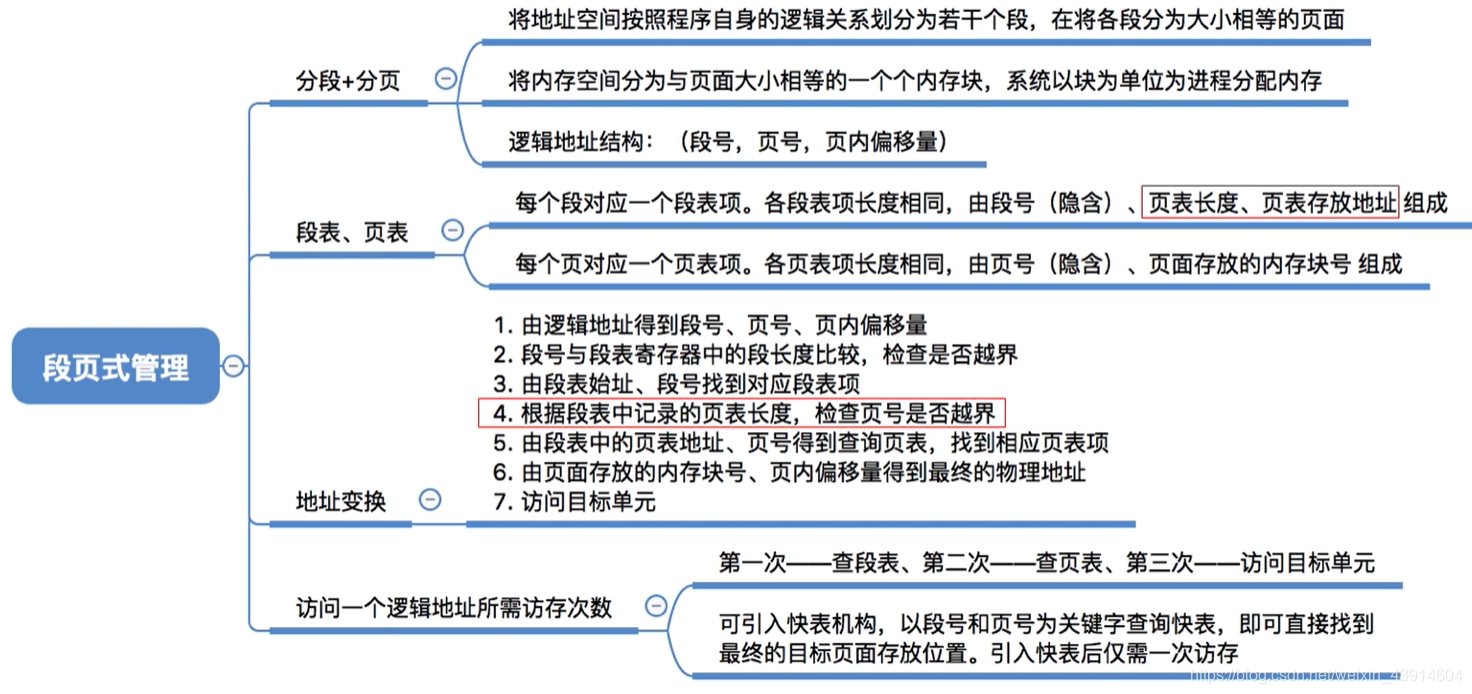 将地址空间按照程序自身的逻辑关系划分为若干个段，在将各段分为大小相等的页面
分段+分页
将内存空间分为与页面大小相等的一个个内存块，系统以块为单位为进程分配内存
逻辑地址结构：（段号，页号，页内偏移量）
每个段对应一个段表项。各段表项长度相同，由段号（隐含）、页表长度、页表存放地址 组成
段表、页表
每个页对应一个页表项。各页表项长度相同，由页号（隐含）、页面存放的内存块号 组成
段页式管理
1. 由逻辑地址得到段号、页号、页内偏移量
2. 段号与段表寄存器中的段长度比较，检查是否越界
3. 由段表始址、段号找到对应段表项
4. 根据段表中记录的页表长度，检查页号是否越界
5. 由段表中的页表地址、页号得到查询页表，找到相应页表项
6. 由页面存放的内存块号、页内偏移量得到最终的物理地址
7. 访问目标单元
地址变换
第一次——查段表、第二次——查页表、第三次——访问目标单元
访问一个逻辑地址所需访存次数
可引入快表机构，以段号和页号为关键字查询快表，即可直接找到
最终的目标页面存放位置。引入快表后仅需一次访存
https://blog.csdn.net/weixin_43914604